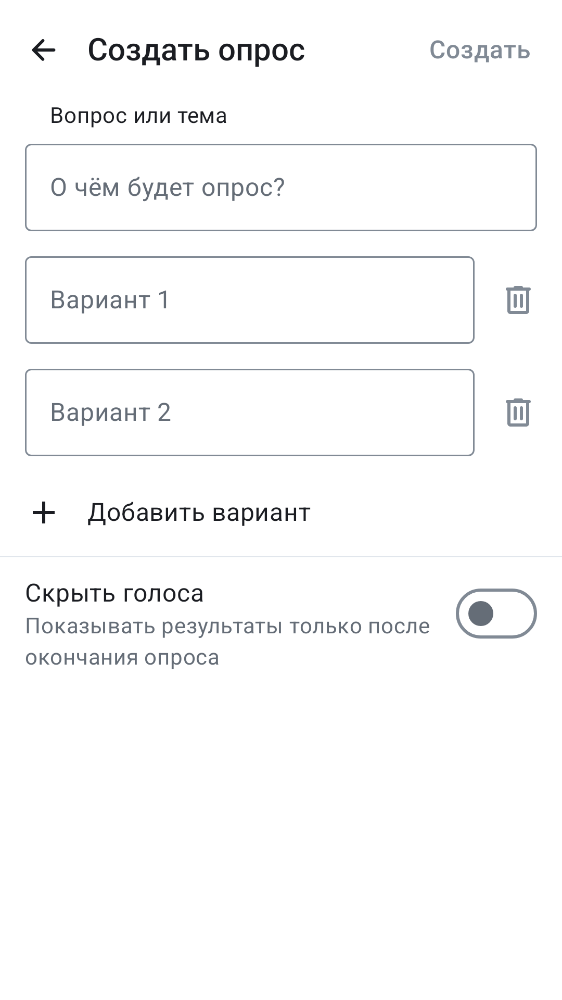 Создать опрос
Создать
Вопрос или тема
О чём будет опрос?
Вариант 1
Вариант 2
Добавить вариант
Скрыть голоса
Показывать результаты только после
окончания опроса